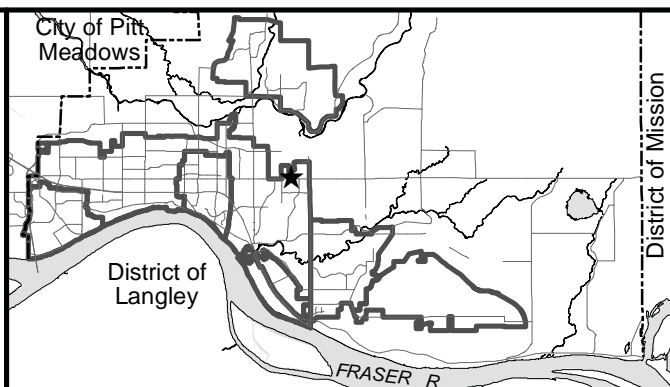 City of Pitt
Meadows
District of Mission
District of
Langley
FRASER R.